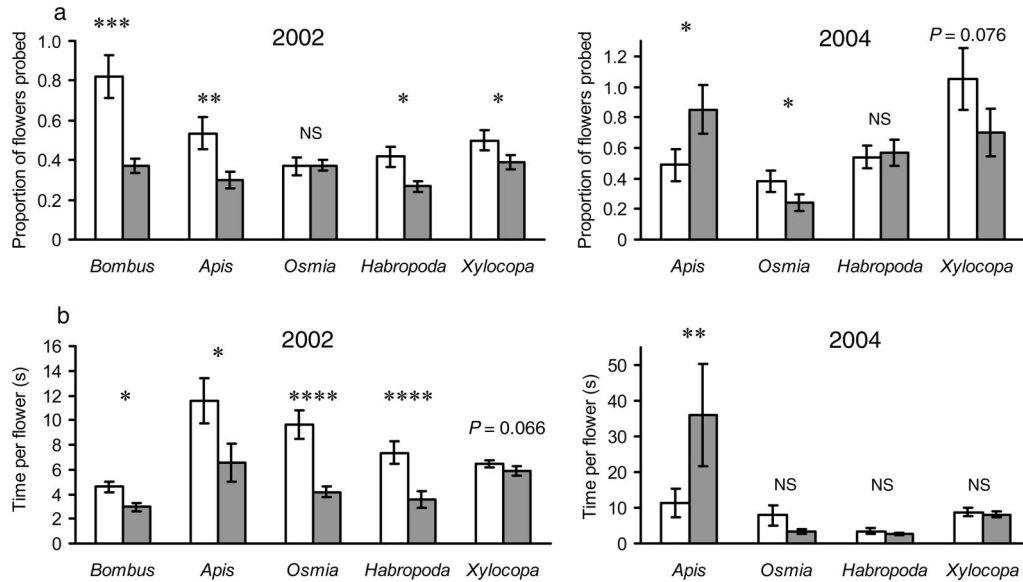 a
2002
2004
Proportion of flowers probed
1.0
0.8
0.6
0.4
0.2
0
***
**
NS
*
*
Bombus Apis Osmia Habropoda Xylocopa
Proportion of flowers probed
1.2
1.0
0.8
0.6
0.4
0.2
0
*
*
NS
P = 0.076
Apis Osmia Habropoda Xylocopa
b
2002
2004
Time per flower (s)
16
14
12
10
8
6
4
2
0
*
*
****
****
P = 0.066
Bombus Apis Osmia Habropoda Xylocopa
Time per flower (s)
50
40
30
20
10
0
**
NS
NS
NS
Apis Osmia Habropoda Xylocopa